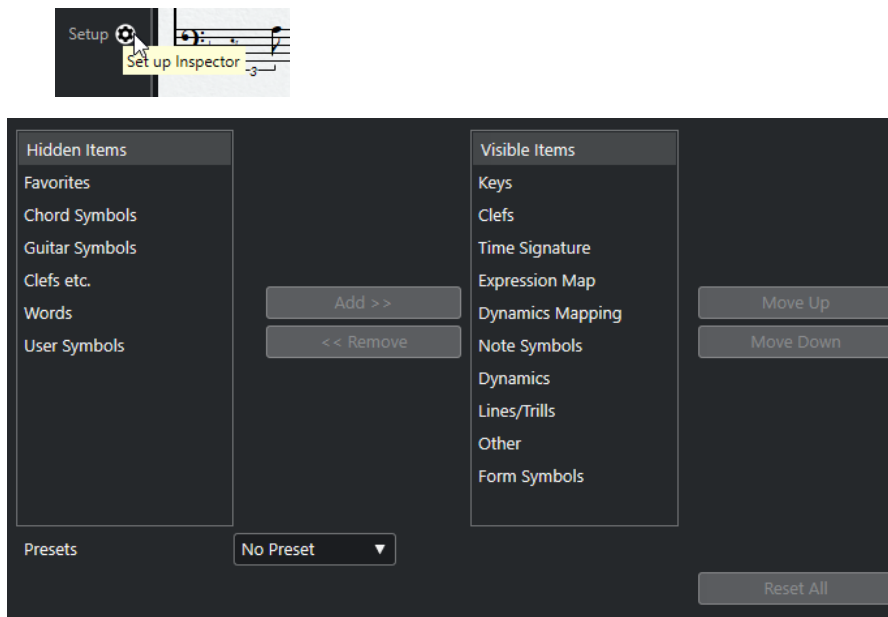 Setup
Set up Inspector
3
Hidden Items
Favorites
Chord Symbols
Guitar Symbols
Clefs etc.
Words
User Symbols
Add >>
<< Remove
Visible Items
Keys
Clefs
Time Signature
Expression Map
Dynamics Mapping
Note Symbols
Dynamics
Lines/Trills
Other
Form Symbols
Move Up
Move Down
Presets
No Preset
Reset All